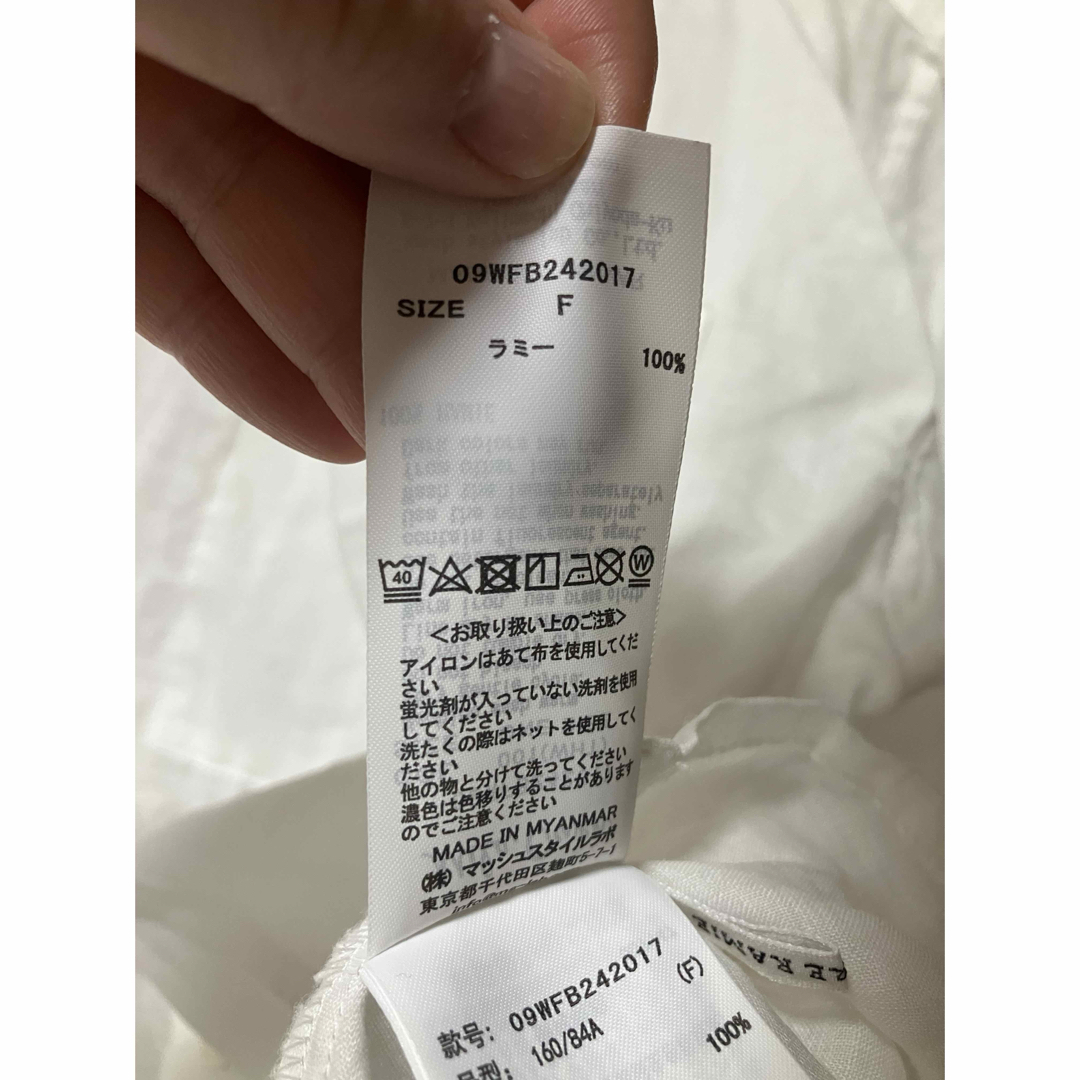 09WFB242017
SIZE F
ラミー 100%
40
W
＜お取り扱い上のご注意＞
アイロンはあて布を使用してくだ
さい
蛍光剤が入っていない洗剤を使用
してください
洗たくの際はネットを使用してく
ださい
他の物と分けて洗ってください
濃色は色移りすることがあります
のでご注意ください
MADE IN MYANMAR
(株) マッシュスタイルラボ
東京都千代田区麹町5-7-1
款号: 09WFB242017
(F)
号型: 160/84A
100%